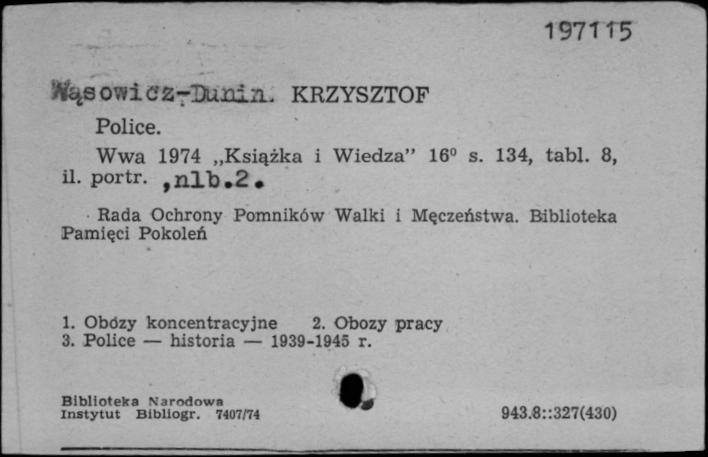 197115
Wąsowicz-Dunin. KRZYSZTOF
Police.
Wwa 1974 „Książka i Wiedza” 16⁰ s. 134, tabl. 8,
il. portr. ,nlb.2.
Rada Ochrony Pomników Walki i Męczeństwa. Biblioteka
Pamięci Pokoleń
1. Obózy koncentracyjne 2. Obozy pracy
3. Police — historia — 1939-1945 r.
Biblioteka Narodowa
Instytut Bibliogr. 7407/74 943.8::327(430)